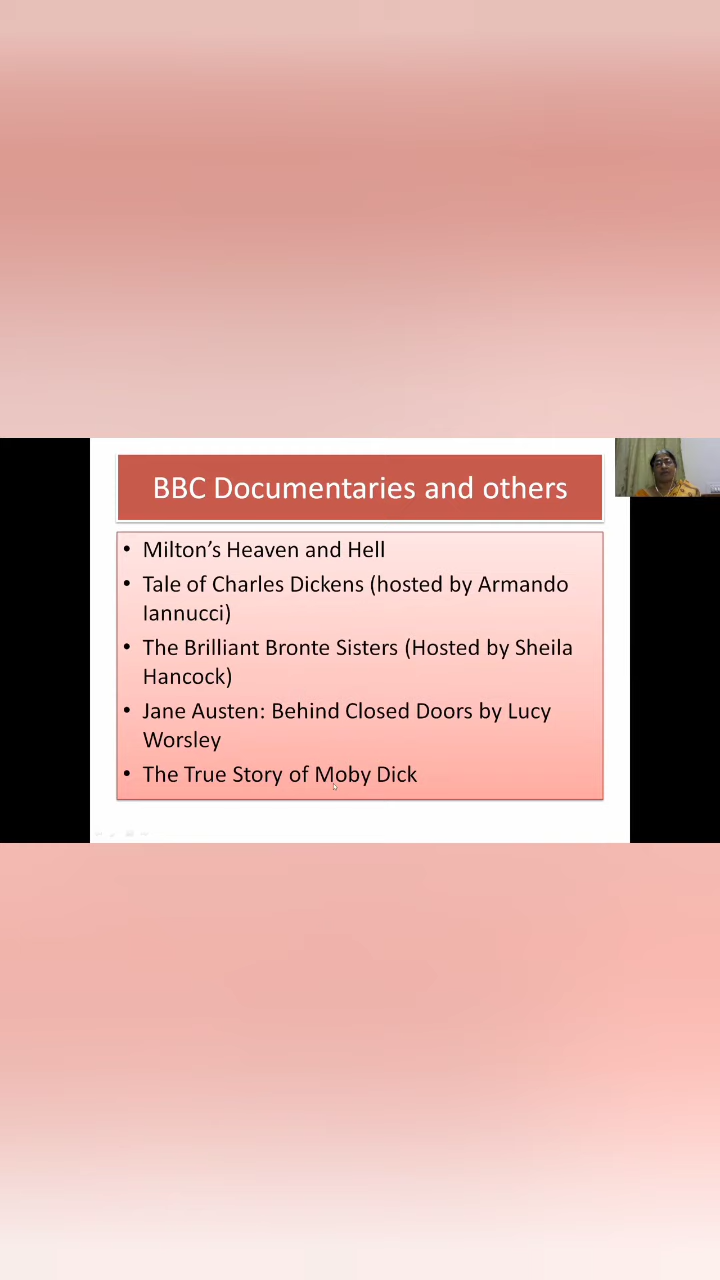 BBC Documentaries and others
• Milton’s Heaven and Hell
• Tale of Charles Dickens (hosted by Armando
Iannucci)
• The Brilliant Bronte Sisters (Hosted by Sheila
Hancock)
• Jane Austen: Behind Closed Doors by Lucy
Worsley
• The True Story of Moby Dick